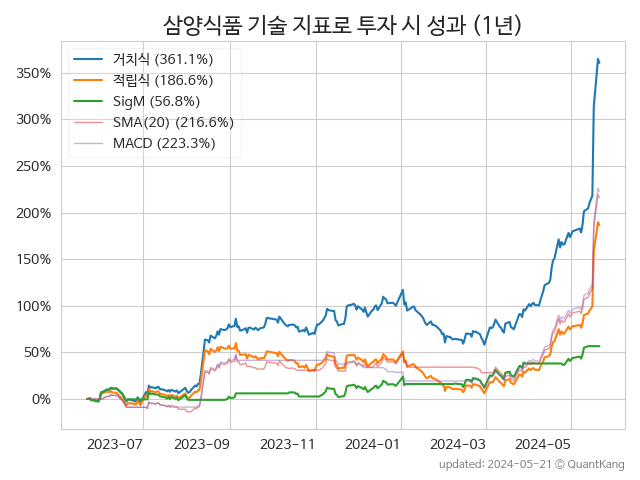 삼양식품 기술 지표로 투자 시 성과 (1년)
거치식 (361.1%)
적립식 (186.6%)
SigM (56.8%)
SMA(20) (216.6%)
MACD (223.3%)
350%
300%
250%
200%
150%
100%
50%
0%
2023-07 2023-09 2023-11 2024-01 2024-03 2024-05
updated: 2024-05-21 © QuantKang